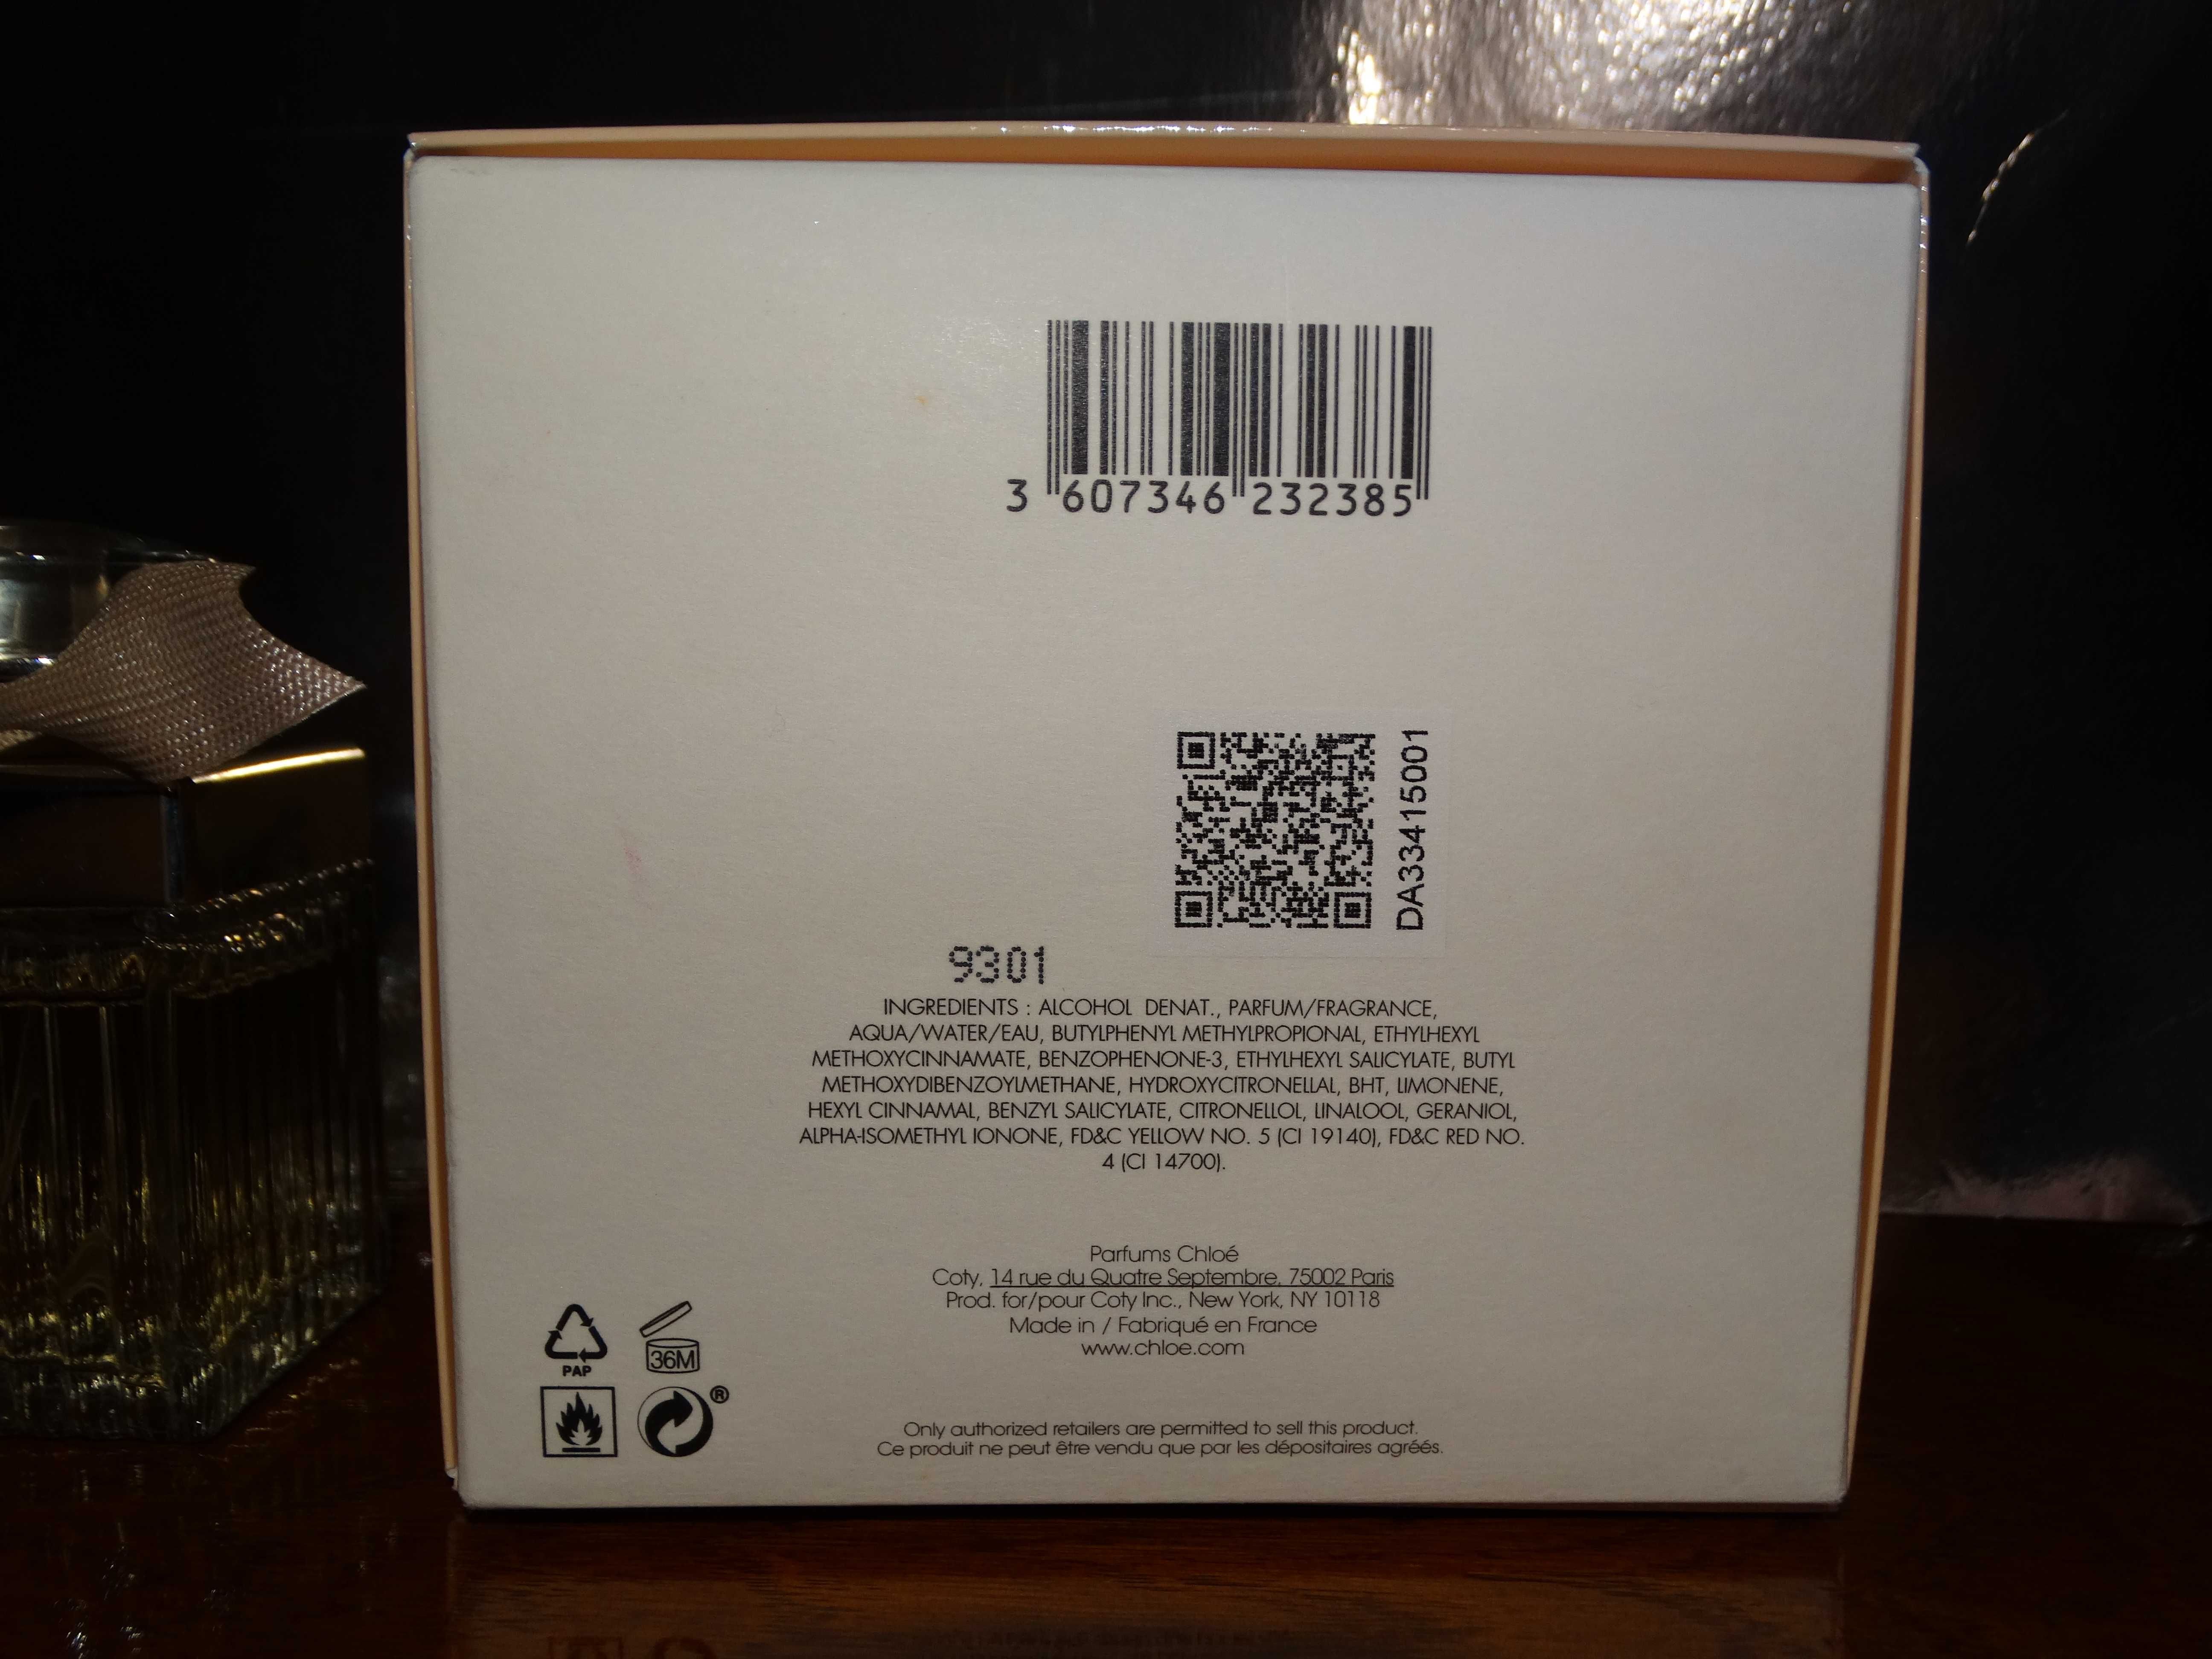 3 607346 232385
DA33415001
9301
INGREDIENTS : ALCOHOL DENAT., PARFUM/FRAGRANCE,
AQUA/WATER/EAU, BUTYLPHENYL METHYLPROPIONAL, ETHYLHEXYL
METHOXYCINNAMATE, BENZOPHENONE-3, ETHYLHEXYL SALICYLATE, BUTYL
METHOXYDIBENZOYLMETHANE, HYDROXYCITRONELLAL, BHT, LIMONENE,
HEXYL CINNAMAL, BENZYL SALICYLATE, CITRONELLOL, LINALOOL, GERANIOL,
ALPHA-ISOMETHYL IONONE, FD&C YELLOW NO. 5 (CI 19140), FD&C RED NO.
4 (CI 14700).
Parfums Chloé
Coty, 14 rue du Quatre Septembre, 75002 Paris
Prod. for/pour Coty Inc., New York, NY 10118
Made in / Fabriqué en France
www.chloe.com
PAP
36M
®
Only authorized retailers are permitted to sell this product.
Ce produit ne peut être vendu que par les dépositaires agréés.